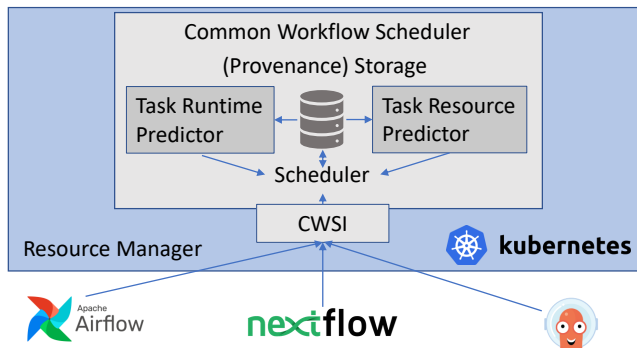 Common Workflow Scheduler
(Provenance) Storage
Task Runtime
Predictor
Task Resource
Predictor
Scheduler
CWSI
Resource Manager
kubernetes
Apache
Airflow
nextflow